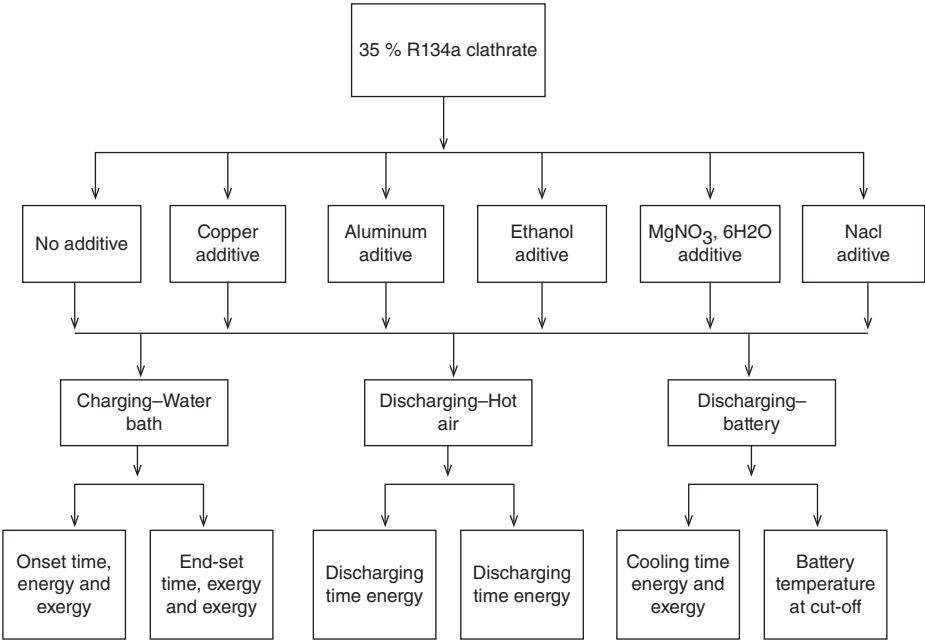 35 % R134a clathrate
No additive
Copper
additive
Aluminum
aditive
Ethanol
aditive
MgNO3, 6H2O
additive
Nacl
aditive
Charging–Water
bath
Discharging–Hot
air
Discharging–
battery
Onset time,
energy and
exergy
End-set
time, exergy
and exergy
Discharging
time energy
Discharging
time energy
Cooling time
energy and
exergy
Battery
temperature
at cut-off